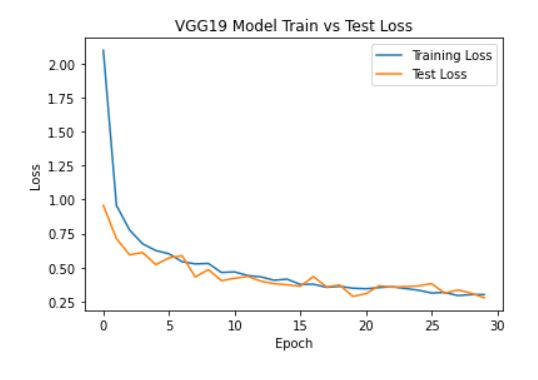 VGG19 Model Train vs Test Loss
Training Loss
Test Loss
2.00
1.75
1.50
1.25
1.00
0.75
0.50
0.25
Loss
0 5 10 15 20 25 30
Epoch